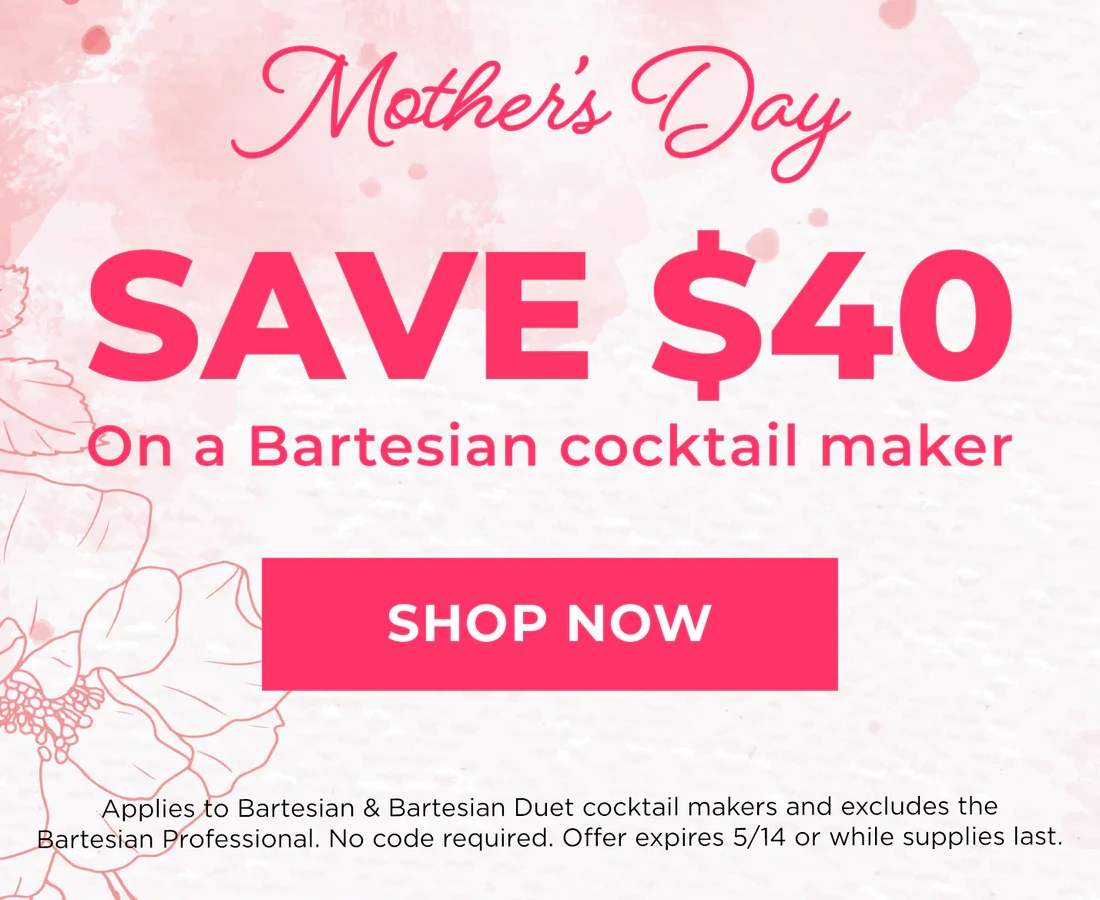 Mother's Day
SAVE $40
On a Bartesian cocktail maker
SHOP NOW
Applies to Bartesian & Bartesian Duet cocktail makers and excludes the
Bartesian Professional. No code required. Offer expires 5/14 or while supplies last.